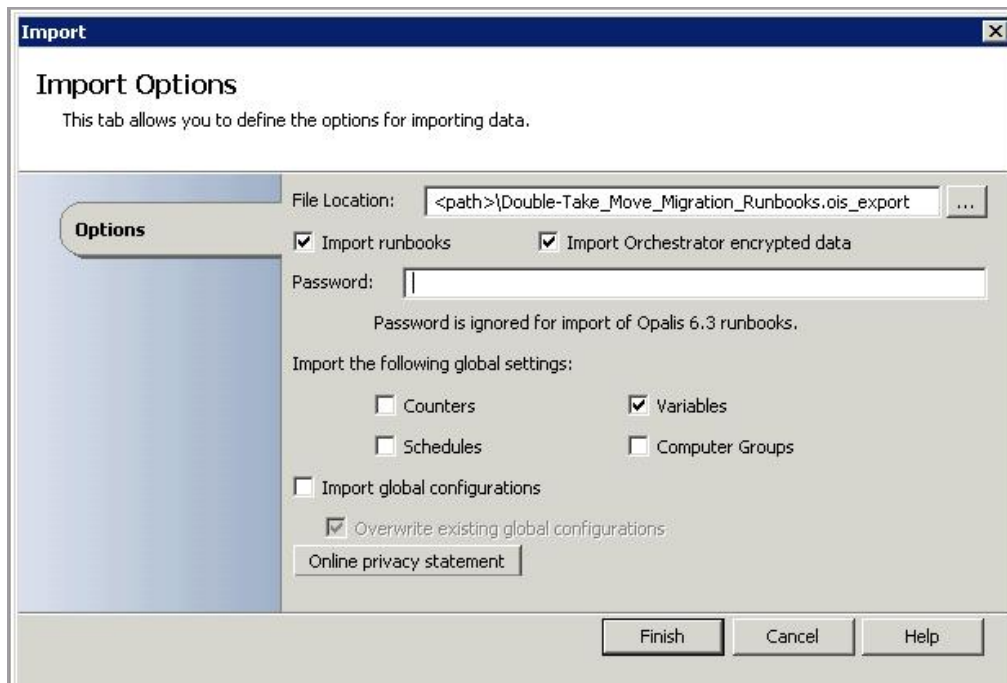 Import
Import Options
This tab allows you to define the options for importing data.
Options
File Location: <path>\Double-Take_Move_Migration_Runbooks.ois_export ...
Import runbooks Import Orchestrator encrypted data
Password:
Password is ignored for import of Opalis 6.3 runbooks.
Import the following global settings:
Counters Variables
Schedules Computer Groups
Import global configurations
Overwrite existing global configurations
Online privacy statement
Finish Cancel Help